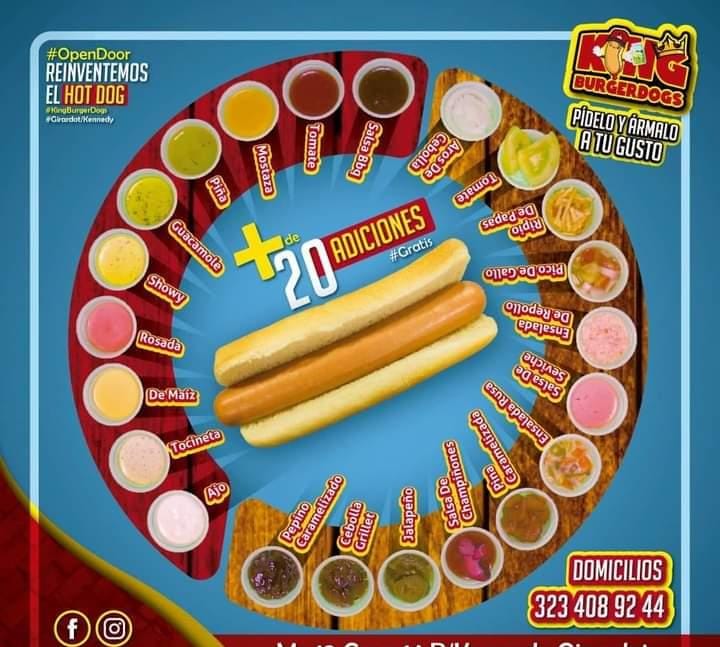 #OpenDoor
REINVENTEMOS
EL HOT DOG
#KingBurgerDogs
#Girardot/Kennedy
KING
BURGERDOGS
PÍDELO Y ÁRMALO
A TU GUSTO
+ de
20 ADICIONES
#Gratis
Salsa Bbq
Tomate
Mostaza
Piña
Guacamole
Showy
Rosada
De Maíz
Tocineta
Ajo
Aros De
Cebolla
Tomate
Ripio
De Papas
Pico De Gallo
Ensalada
De Repollo
Salsa De
Seviche
Ensalada Rusa
Piña
Caramelizada
Salsa De
Champiñones
Jalapeño
Cebolla
Grillet
Pepino
Caramelizado
DOMICILIOS
323 408 92 44